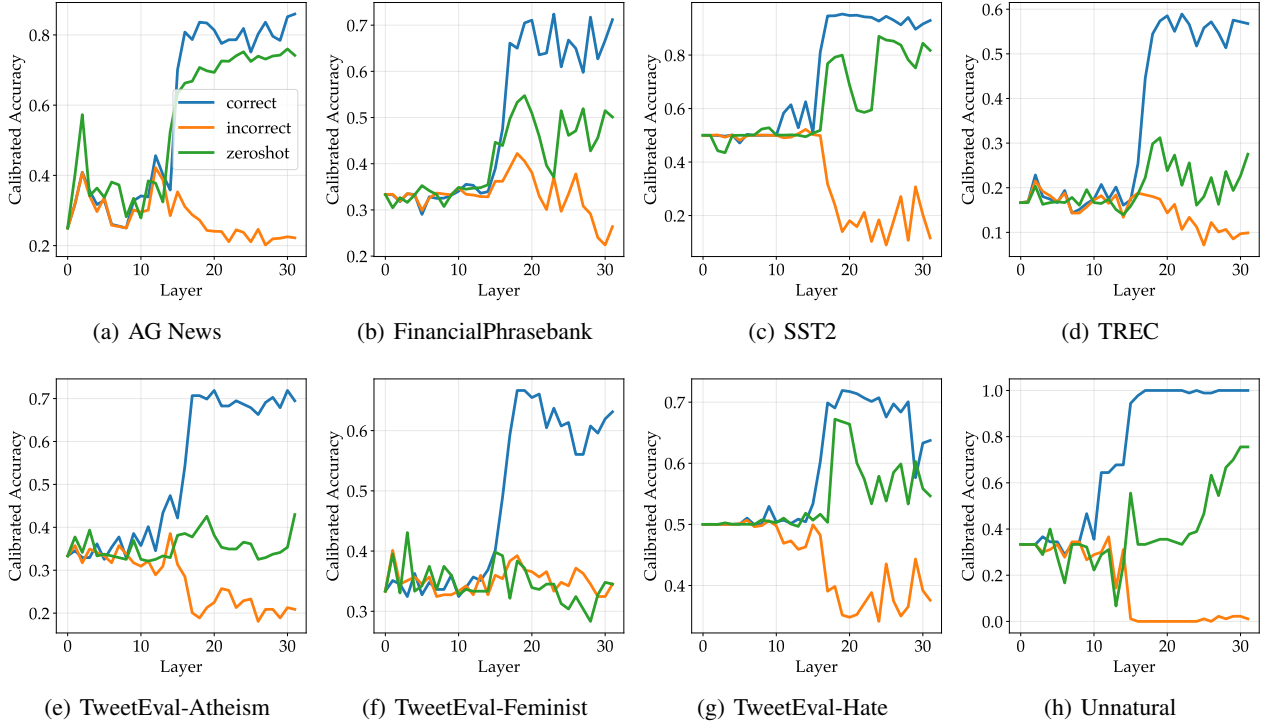 0.8
0.6
0.4
0.2
Calibrated Accuracy
0 10 20 30
Layer
correct
incorrect
zeroshot
(a) AG News
0.7
0.6
0.5
0.4
0.3
0.2
Calibrated Accuracy
0 10 20 30
Layer
(b) FinancialPhrasebank
0.8
0.6
0.4
0.2
Calibrated Accuracy
0 10 20 30
Layer
(c) SST2
0.6
0.5
0.4
0.3
0.2
0.1
Calibrated Accuracy
0 10 20 30
Layer
(d) TREC
0.7
0.6
0.5
0.4
0.3
0.2
Calibrated Accuracy
0 10 20 30
Layer
(e) TweetEval-Atheism
0.6
0.5
0.4
0.3
Calibrated Accuracy
0 10 20 30
Layer
(f) TweetEval-Feminist
0.7
0.6
0.5
0.4
Calibrated Accuracy
0 10 20 30
Layer
(g) TweetEval-Hate
1.0
0.8
0.6
0.4
0.2
0.0
Calibrated Accuracy
0 10 20 30
Layer
(h) Unnatural